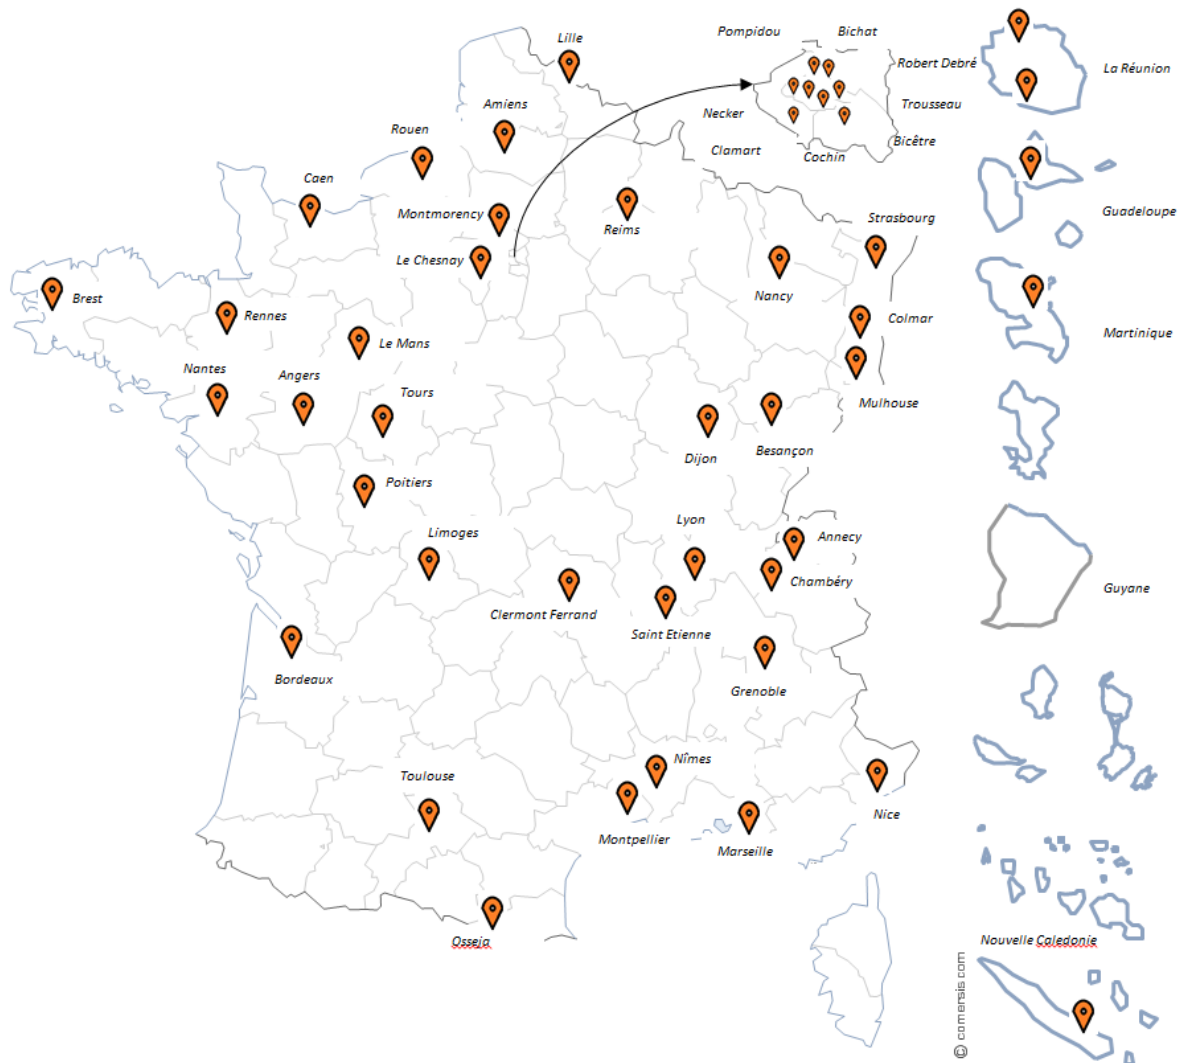 Pompidou
Bichat
Lille
Robert Debré
La Réunion
Amiens
Necker
Trousseau
Rouen
Clamart
Cochin
Bicêtre
Caen
Montmorency
Reims
Strasbourg
Guadeloupe
Le Chesnay
Nancy
Brest
Rennes
Colmar
Le Mans
Martinique
Nantes
Angers
Tours
Mulhouse
Dijon
Besançon
Poitiers
Limoges
Lyon
Annecy
Chambéry
Guyane
Clermont Ferrand
Saint Etienne
Bordeaux
Grenoble
Nîmes
Toulouse
Nice
Montpellier
Marseille
Osseja
Nouvelle Caledonie
© comersis com